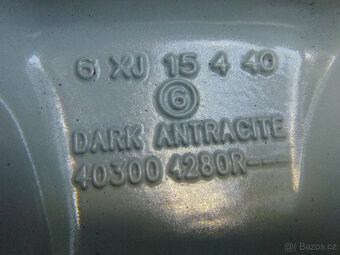 6 XJ 15 4 40
6
DARK ANTRACITE
40300 4280R---
Bazos.cz